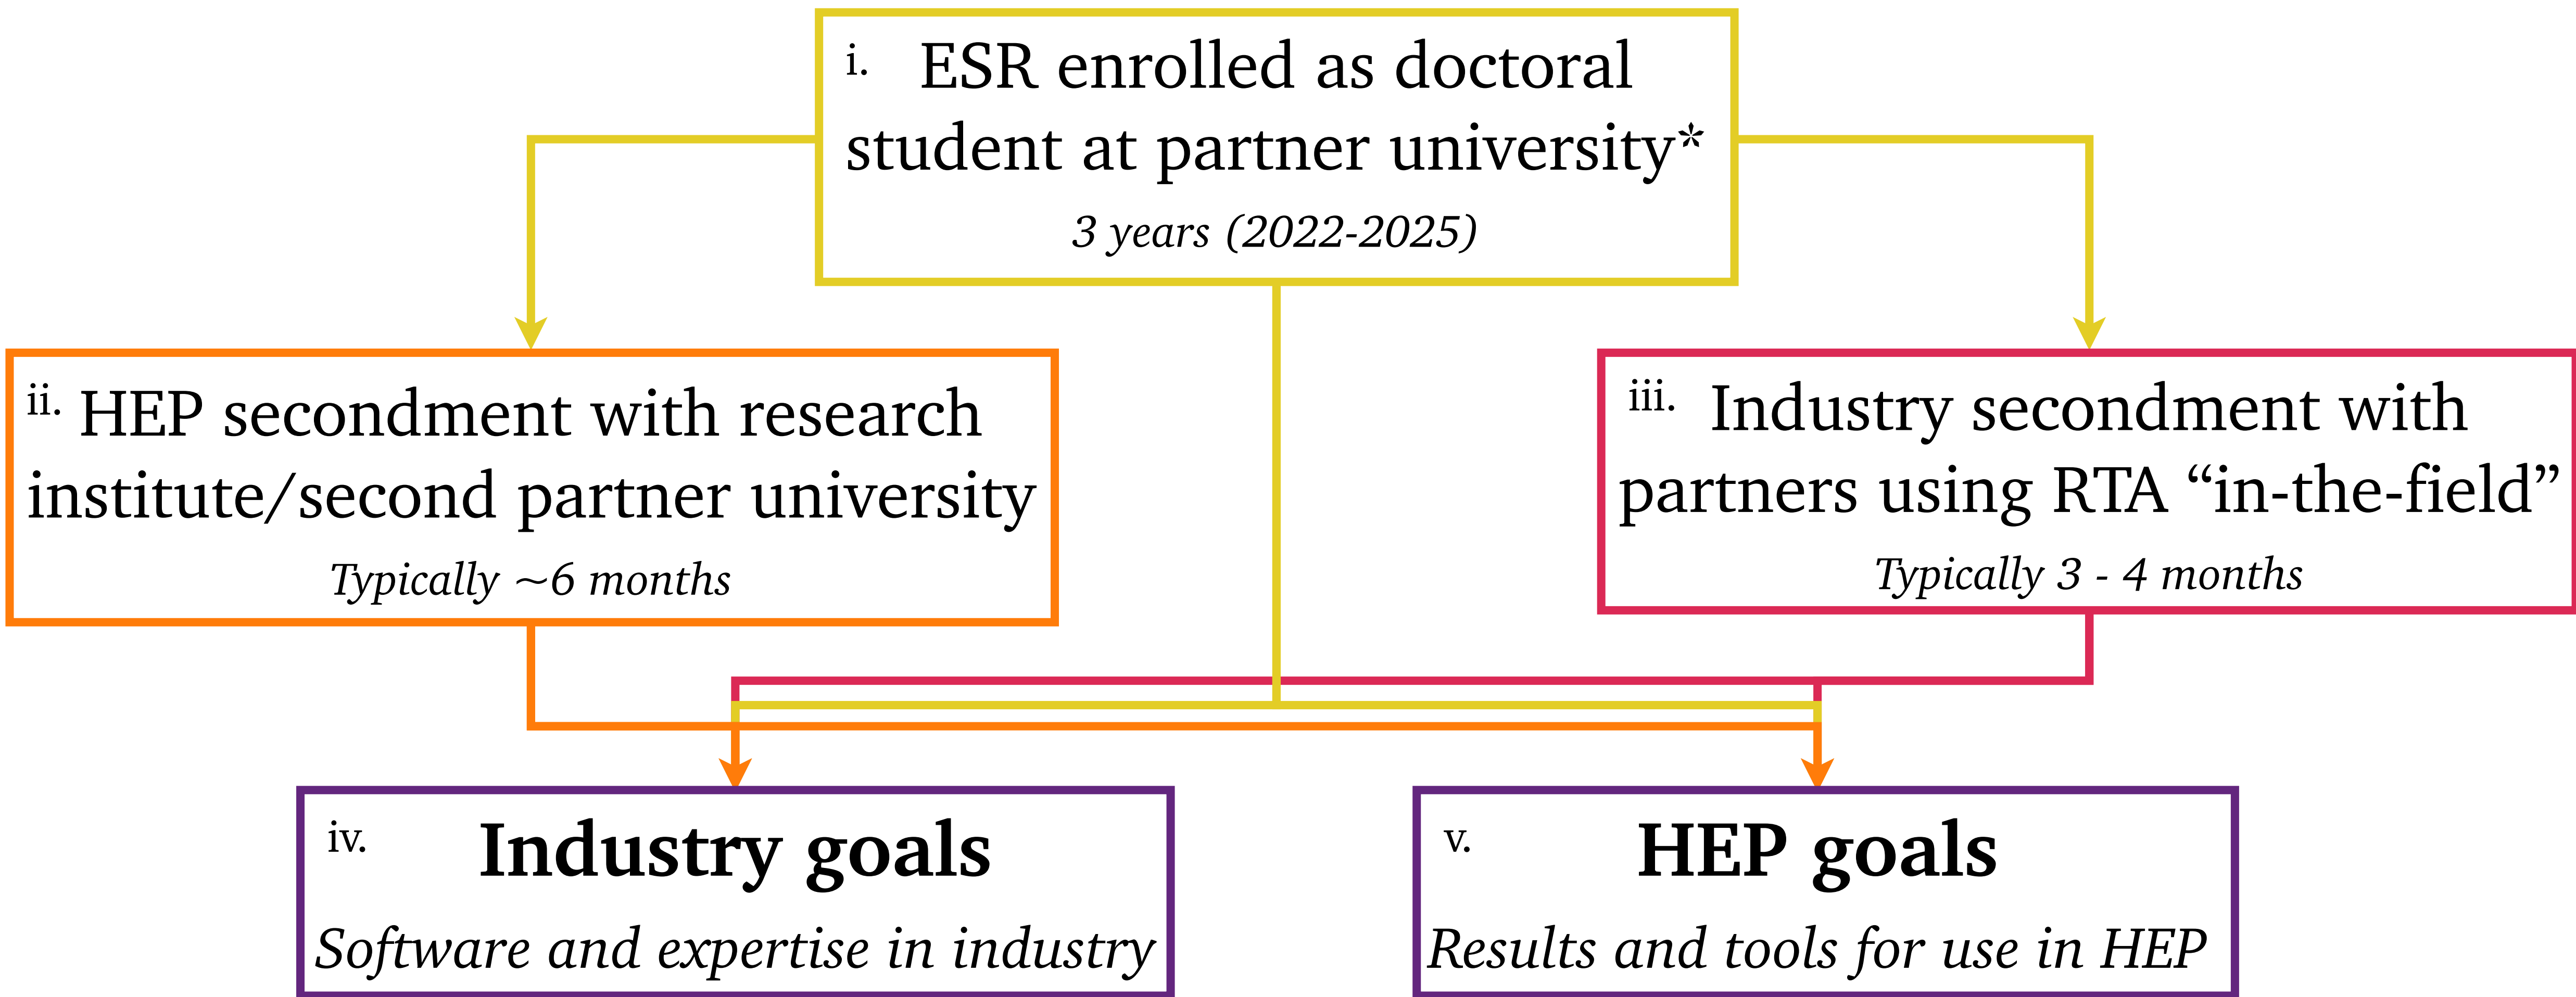 i. ESR enrolled as doctoral
student at partner university*
3 years (2022-2025)
ii. HEP secondment with research
institute/second partner university
Typically ~6 months
iii. Industry secondment with
partners using RTA “in-the-field”
Typically 3 - 4 months
iv. Industry goals
Software and expertise in industry
v. HEP goals
Results and tools for use in HEP